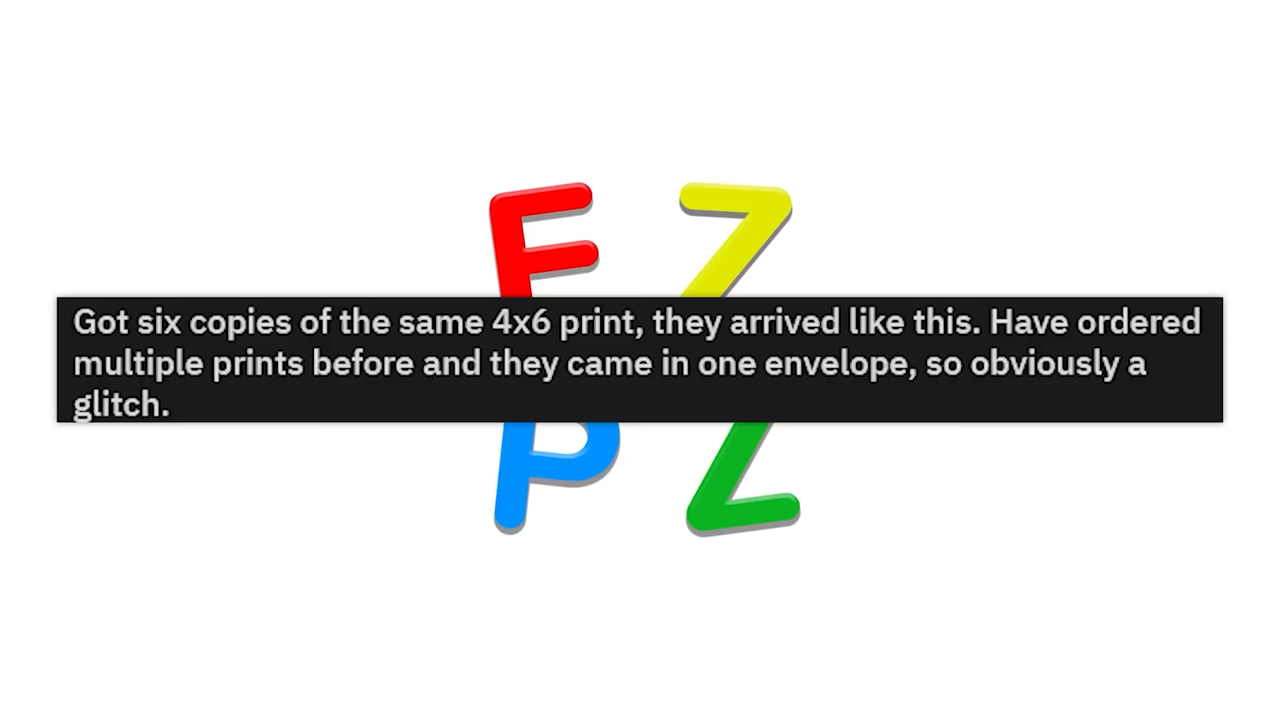 Got six copies of the same 4x6 print, they arrived like this. Have ordered
multiple prints before and they came in one envelope, so obviously a
glitch.